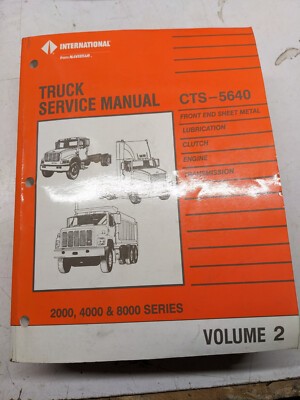 INTERNATIONAL
from NAVISTAR
TRUCK
SERVICE MANUAL
CTS-5640
FRONT END SHEET METAL
LUBRICATION
CLUTCH
ENGINE
TRANSMISSION
2000, 4000 & 8000 SERIES
VOLUME 2